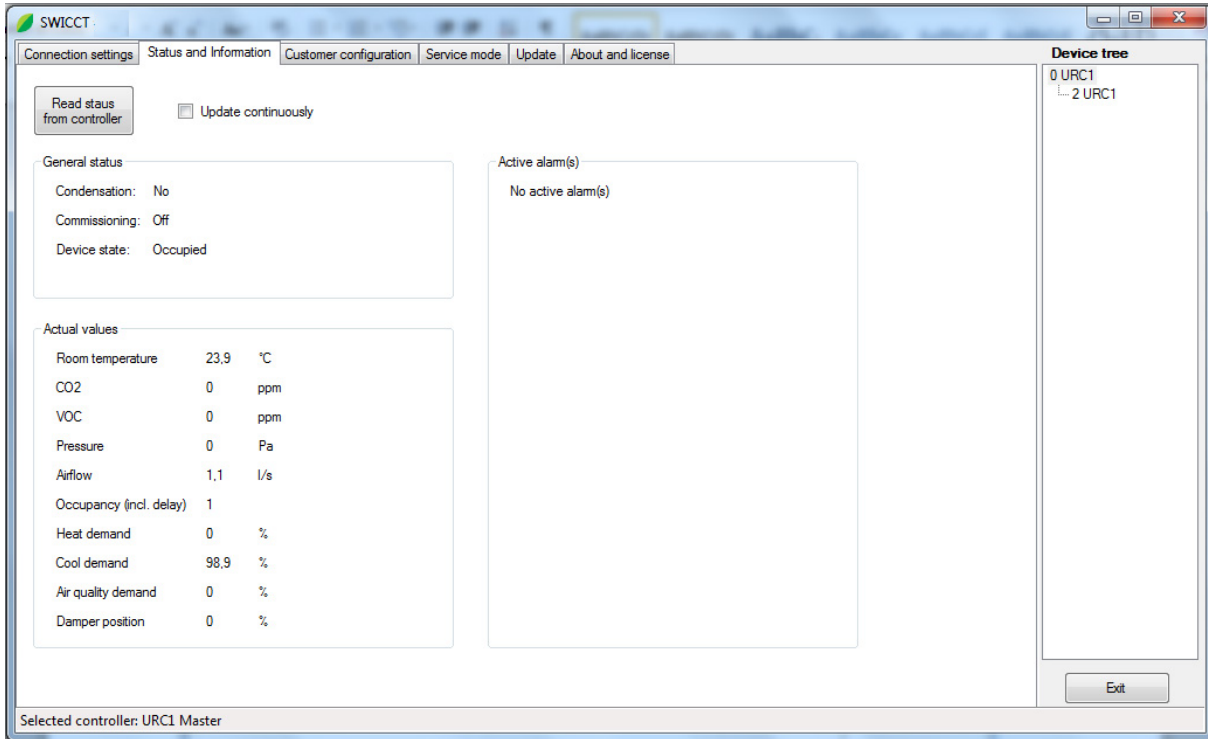 SWICCT
Connection settings Status and Information Customer configuration Service mode Update About and license
Device tree
0 URC1
2 URC1
Read staus
from controller
Update continuously
General status
Condensation: No
Commissioning: Off
Device state: Occupied
Active alarm(s)
No active alarm(s)
Actual values
Room temperature 23,9 °C
CO2 0 ppm
VOC 0 ppm
Pressure 0 Pa
Airflow 1,1 l/s
Occupancy (incl. delay) 1
Heat demand 0 %
Cool demand 98,9 %
Air quality demand 0 %
Damper position 0 %
Exit
Selected controller: URC1 Master